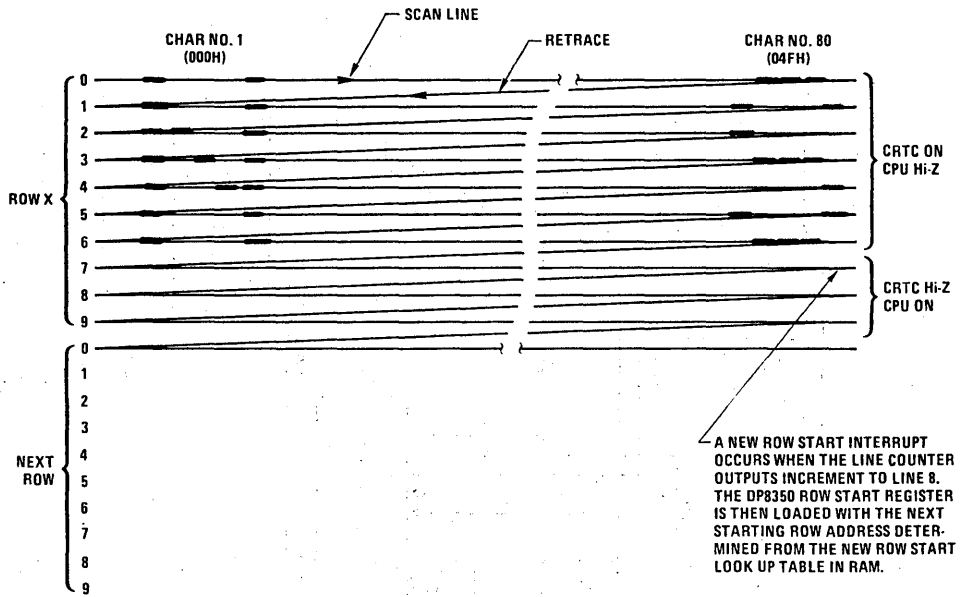 SCAN LINE
CHAR NO. 1
(000H)
RETRACE
CHAR NO. 80
(04FH)
ROW X
0
1
2
3
4
5
6
7
8
9
CRTC ON
CPU Hi-Z
CRTC Hi-Z
CPU ON
NEXT
ROW
0
1
2
3
4
5
6
7
8
9
A NEW ROW START INTERRUPT
OCCURS WHEN THE LINE COUNTER
OUTPUTS INCREMENT TO LINE 8.
THE DP8350 ROW START REGISTER
IS THEN LOADED WITH THE NEXT
STARTING ROW ADDRESS DETER-
MINED FROM THE NEW ROW START
LOOK UP TABLE IN RAM.